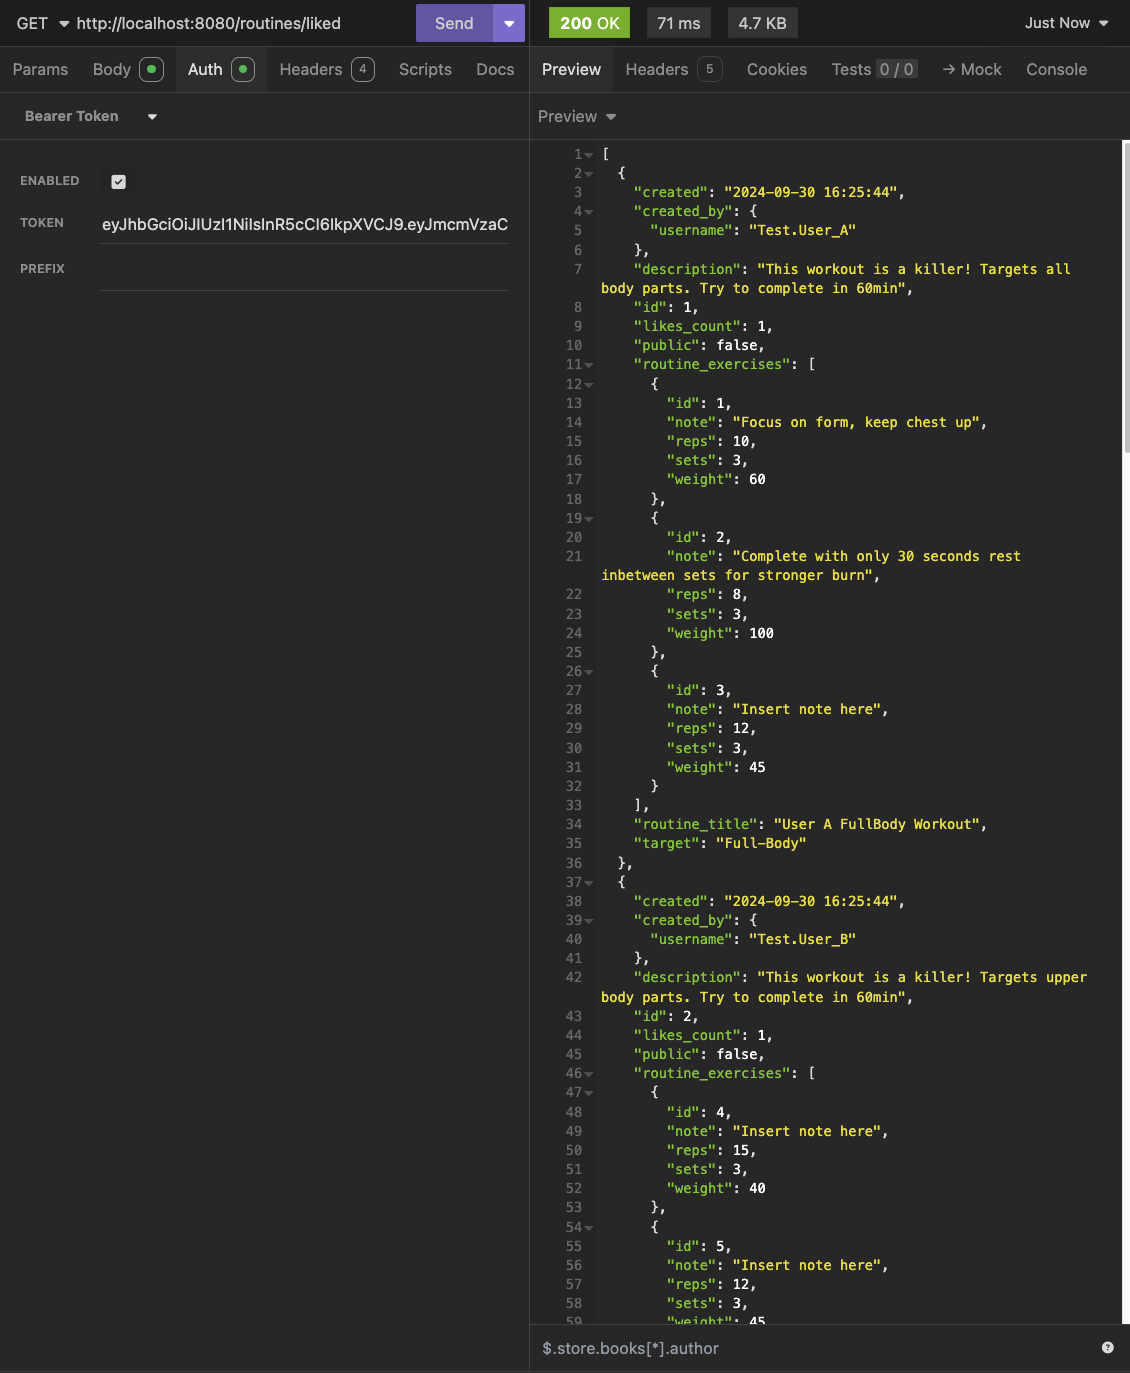 GET http://localhost:8080/routines/liked Send
200 OK 71 ms 4.7 KB Just Now
Params Body Auth Headers 4 Scripts Docs
Preview Headers 5 Cookies Tests 0 / 0 → Mock Console
Bearer Token
Preview
ENABLED
TOKEN eyJhbGciOiJIUzI1NiIsInR5cCI6IkpXVCJ9.eyJmcmVzaC
PREFIX
1 [
2 {
3 "created": "2024-09-30 16:25:44",
4 "created_by": {
5 "username": "Test.User_A"
6 },
7 "description": "This workout is a killer! Targets all
body parts. Try to complete in 60min",
8 "id": 1,
9 "likes_count": 1,
10 "public": false,
11 "routine_exercises": [
12 {
13 "id": 1,
14 "note": "Focus on form, keep chest up",
15 "reps": 10,
16 "sets": 3,
17 "weight": 60
18 },
19 {
20 "id": 2,
21 "note": "Complete with only 30 seconds rest
inbetween sets for stronger burn",
22 "reps": 8,
23 "sets": 3,
24 "weight": 100
25 },
26 {
27 "id": 3,
28 "note": "Insert note here",
29 "reps": 12,
30 "sets": 3,
31 "weight": 45
32 }
33 ],
34 "routine_title": "User A FullBody Workout",
35 "target": "Full-Body"
36 },
37 {
38 "created": "2024-09-30 16:25:44",
39 "created_by": {
40 "username": "Test.User_B"
41 },
42 "description": "This workout is a killer! Targets upper
body parts. Try to complete in 60min",
43 "id": 2,
44 "likes_count": 1,
45 "public": false,
46 "routine_exercises": [
47 {
48 "id": 4,
49 "note": "Insert note here",
50 "reps": 15,
51 "sets": 3,
52 "weight": 40
53 },
54 {
55 "id": 5,
56 "note": "Insert note here",
57 "reps": 12,
58 "sets": 3,
59 "weight": 45
$.store.books[*].author